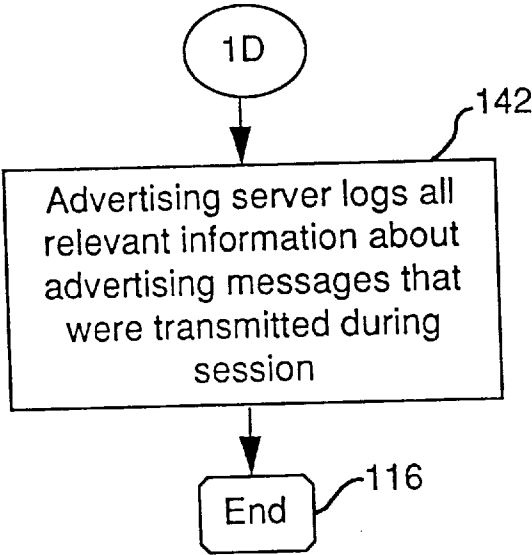 1D
142
Advertising server logs all
relevant information about
advertising messages that
were transmitted during
session
End
116